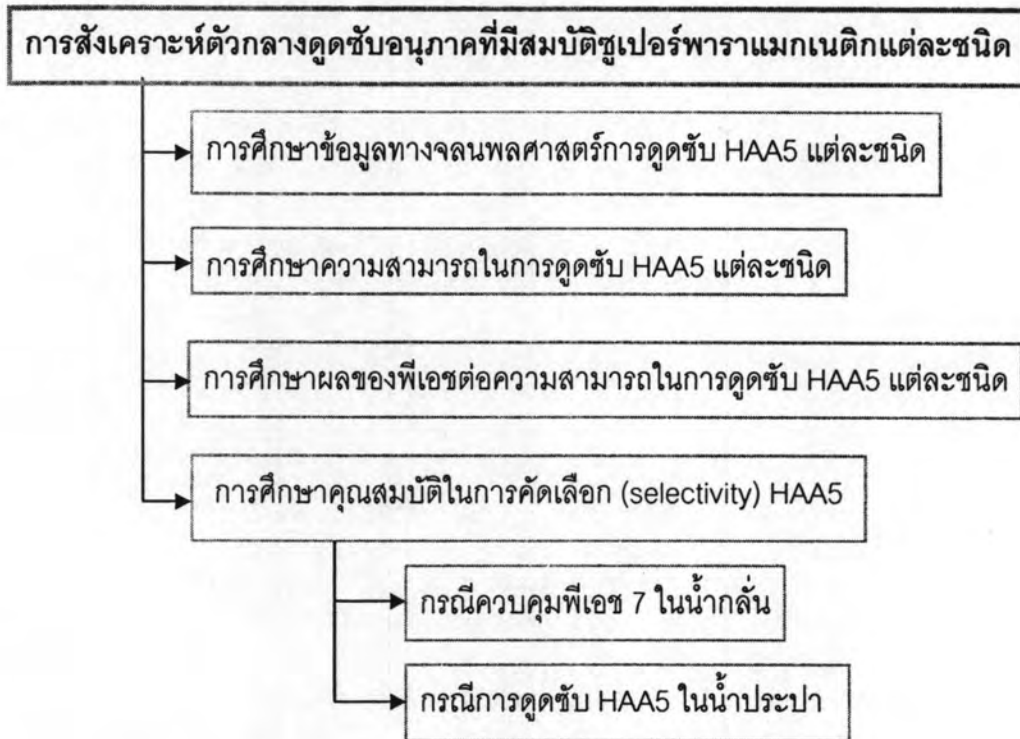 การสังเคราะห์ตัวกลางดูดซับอนุภาคที่มีสมบัติซูเปอร์พาราแมกเนติกแต่ละชนิด
การศึกษาข้อมูลทางจลนพลศาสตร์การดูดซับ HAA5 แต่ละชนิด
การศึกษาความสามารถในการดูดซับ HAA5 แต่ละชนิด
การศึกษาผลของพีเอชต่อความสามารถในการดูดซับ HAA5 แต่ละชนิด
การศึกษาคุณสมบัติในการคัดเลือก (selectivity) HAA5
กรณีควบคุมพีเอช 7 ในน้ำกลั่น
กรณีการดูดซับ HAA5 ในน้ำประปา